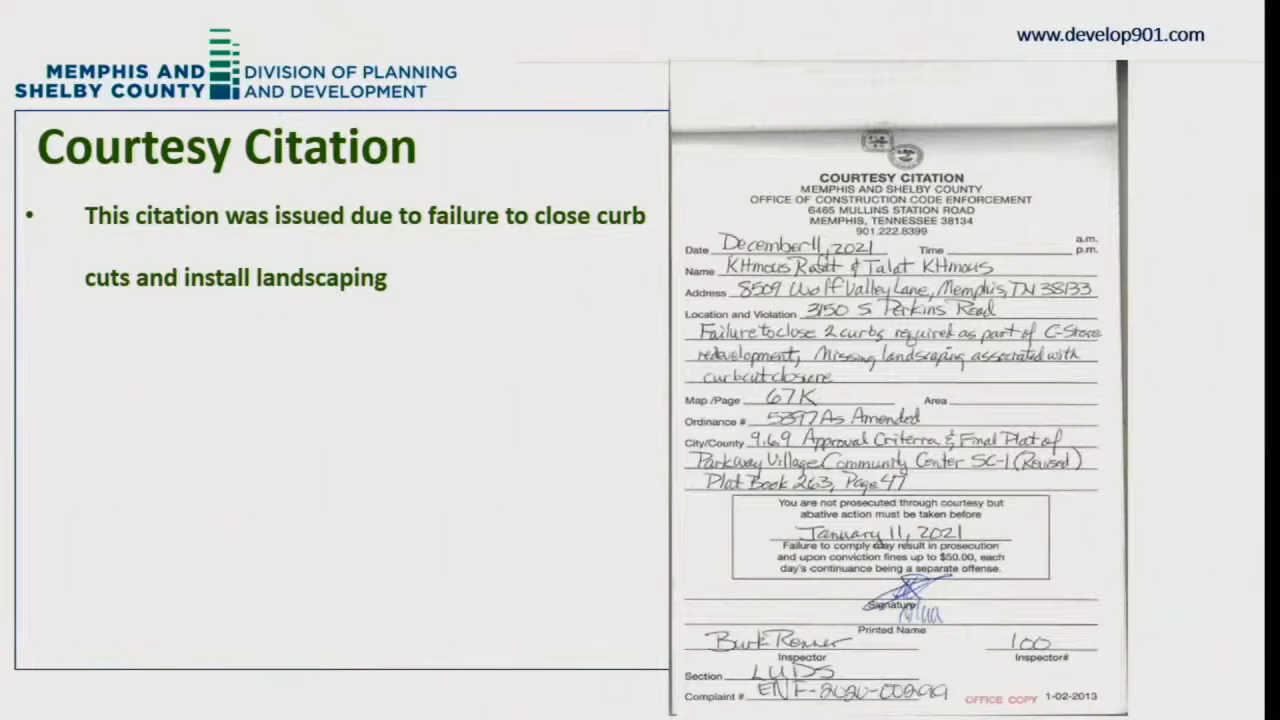 www.develop901.com
MEMPHIS AND
SHELBY COUNTY
DIVISION OF PLANNING
AND DEVELOPMENT
Courtesy Citation
• This citation was issued due to failure to close curb
cuts and install landscaping
COURTESY CITATION
MEMPHIS AND SHELBY COUNTY
OFFICE OF CONSTRUCTION CODE ENFORCEMENT
6465 MULLINS STATION ROAD
MEMPHIS, TENNESSEE 38134
901.222.8399
Date December 11, 2021 Time a.m.
p.m.
Name KHmous Rafat & Talat KHmous
Address 8509 Wolf Valley Lane, Memphis, TN 38133
Location and Violation 3150 S Perkins Road
Failure to close 2 curbs required as part of C-Store
redevelopment, Missing landscaping associated with
curbcut closure
Map /Page 67K Area
Ordinance # 5397 As Amended
City/County 9.6.9 Approval Criteria & Final Plat of
Parkway Village Community Center SC-1 (Revised)
Plat Book 263, Page 47
You are not prosecuted through courtesy but
abative action must be taken before
January 11, 2021
Failure to comply may result in prosecution
and upon conviction fines up to $50.00, each
day's continuance being a separate offense.
Signature
Printed Name
Burk Renner 100
Inspector Inspector#
Section LUDS
Complaint # ENF-2020-00299
OFFICE COPY 1-02-2013